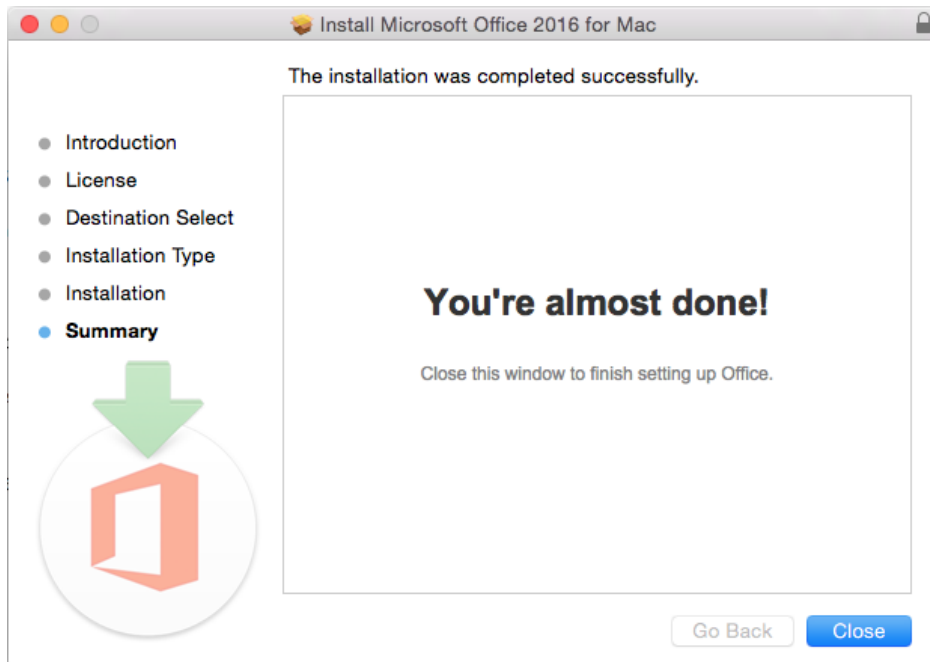 Install Microsoft Office 2016 for Mac
The installation was completed successfully.
Introduction
License
Destination Select
Installation Type
Installation
Summary
You're almost done!
Close this window to finish setting up Office.
Go Back
Close